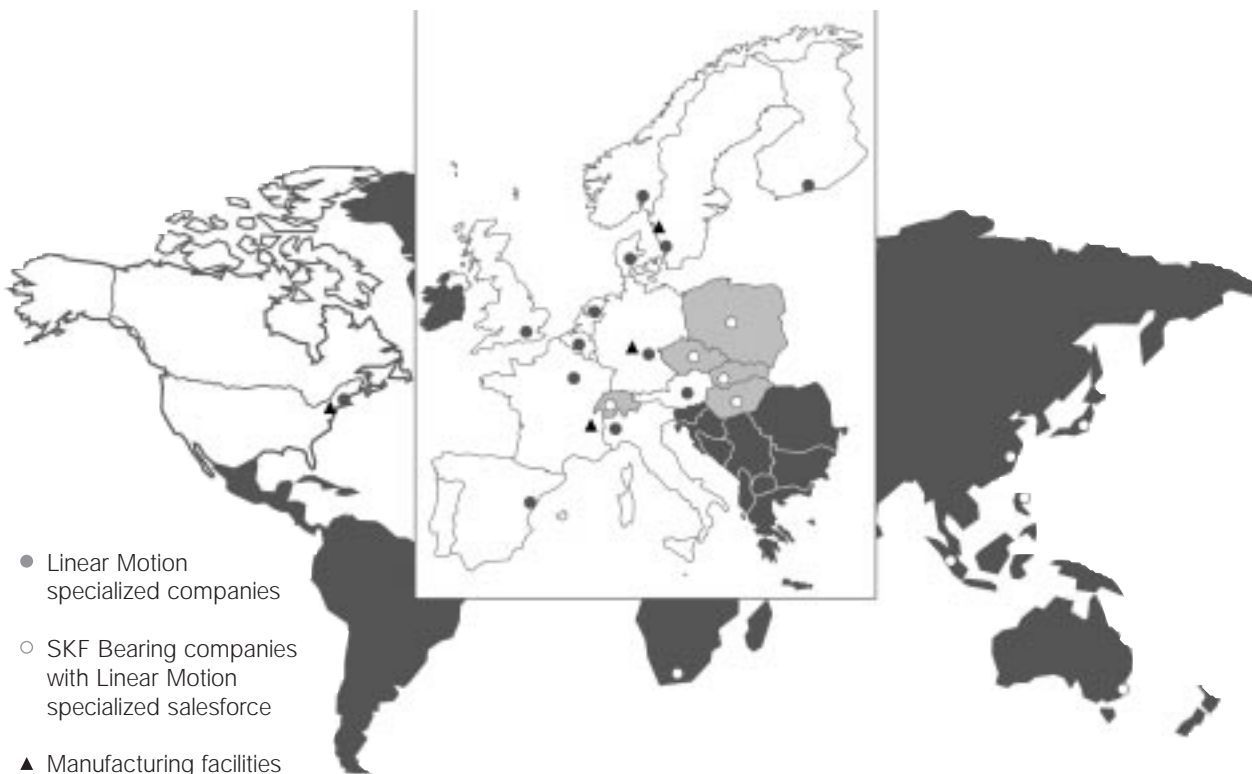 Linear Motion
specialized companies
SKF Bearing companies
with Linear Motion
specialized salesforce
Manufacturing facilities